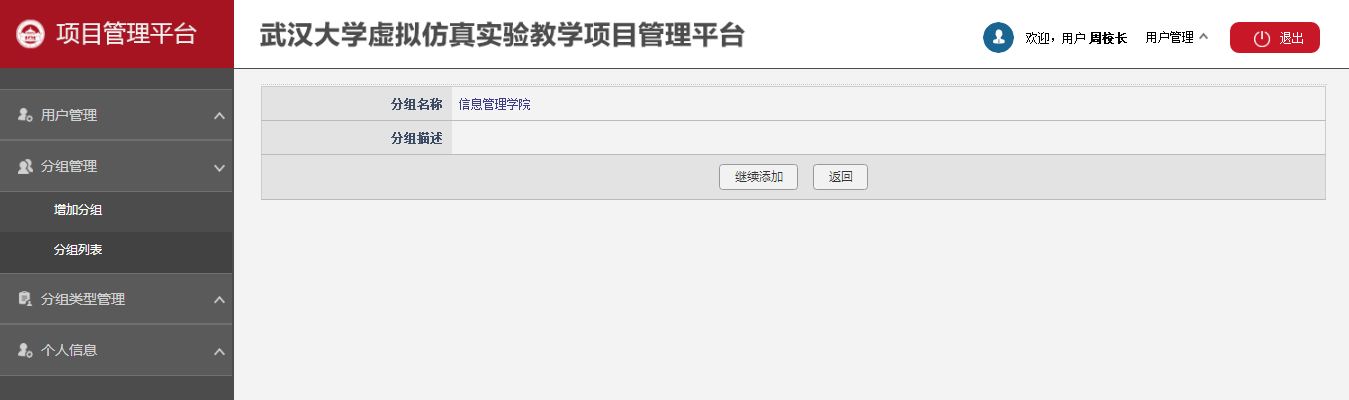 项目管理平台
武汉大学虚拟仿真实验教学项目管理平台
欢迎，用户 周校长
用户管理
退出
用户管理
分组管理
增加分组
分组列表
分组类型管理
个人信息
分组名称 信息管理学院
分组描述
继续添加
返回